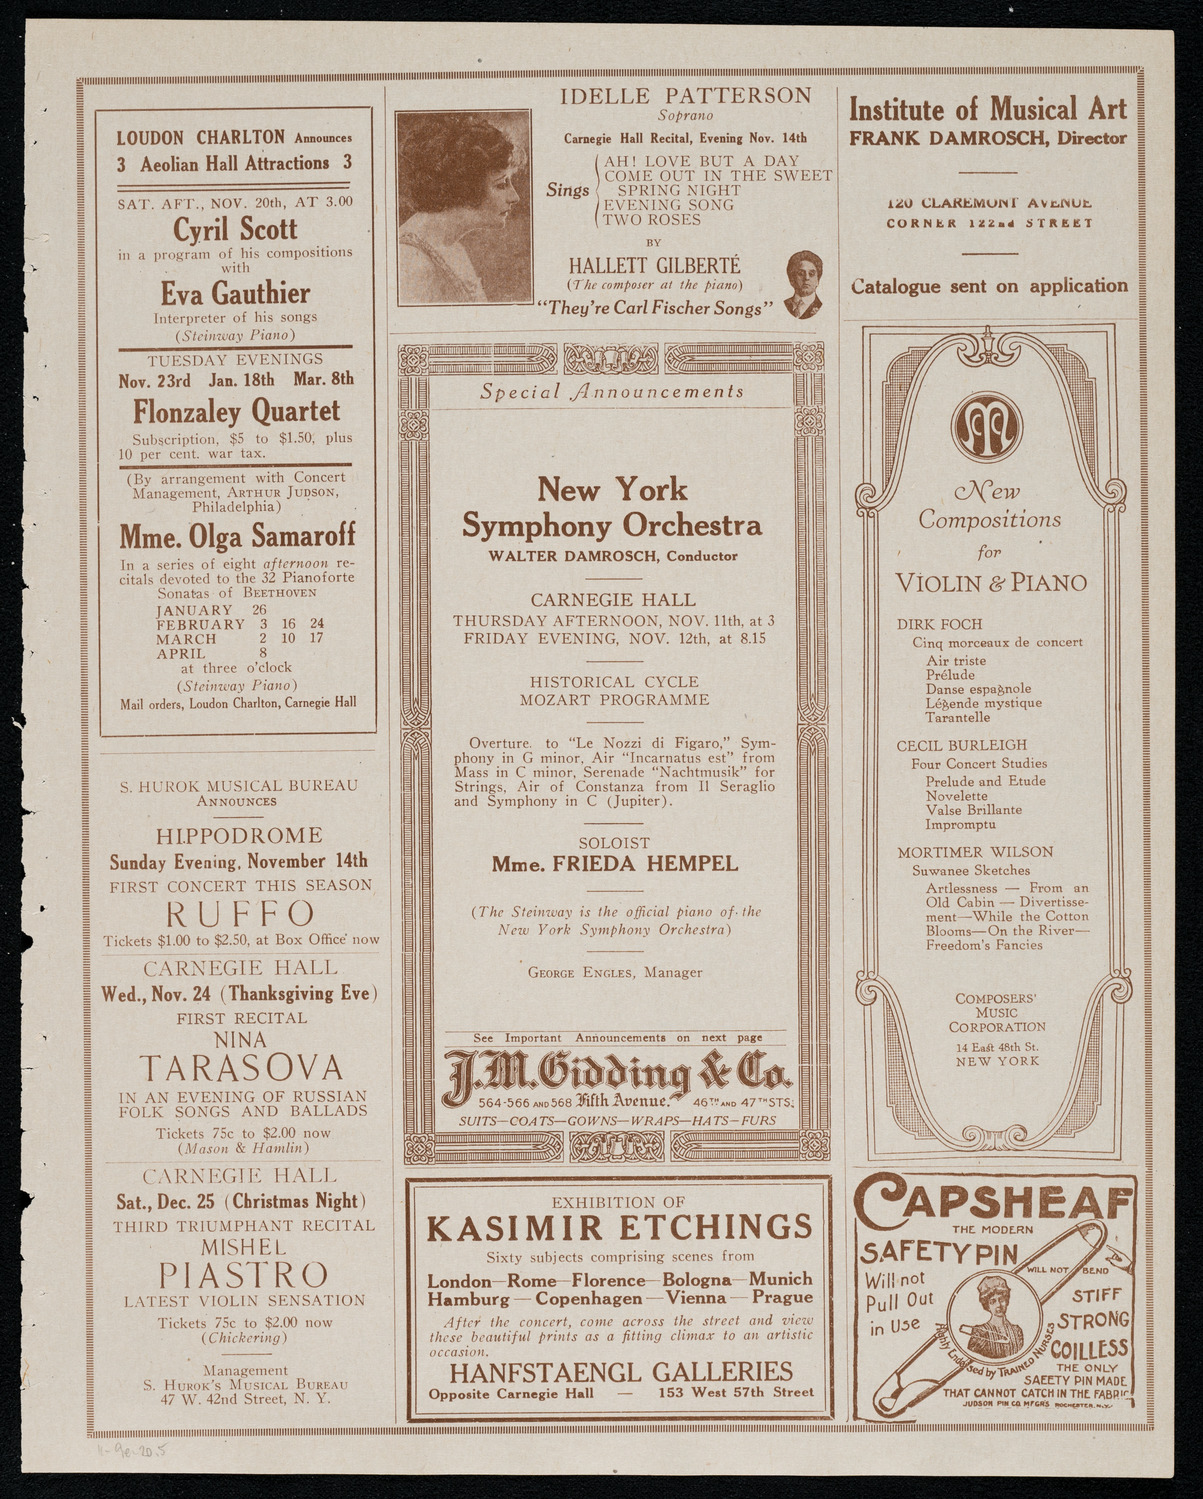 LOUDON CHARLTON Announces
3 Aeolian Hall Attractions 3
SAT. AFT., NOV. 20th, AT 3.00
Cyril Scott
in a program of his compositions
with
Eva Gauthier
Interpreter of his songs
(Steinway Piano)
TUESDAY EVENINGS
Nov. 23rd Jan. 18th Mar. 8th
Flonzaley Quartet
Subscription, $5 to $1.50, plus
10 per cent. war tax.
(By arrangement with Concert
Management, ARTHUR JUDSON,
Philadelphia)
Mme. Olga Samaroff
In a series of eight afternoon re-
citals devoted to the 32 Pianoforte
Sonatas of BEETHOVEN
JANUARY 26
FEBRUARY 3 16 24
MARCH 2 10 17
APRIL 8
at three o'clock
(Steinway Piano)
Mail orders, Loudon Charlton, Carnegie Hall
S. HUROK MUSICAL BUREAU
ANNOUNCES
HIPPODROME
Sunday Evening, November 14th
FIRST CONCERT THIS SEASON
RUFFO
Tickets $1.00 to $2.50, at Box Office now
CARNEGIE HALL
Wed., Nov. 24 (Thanksgiving Eve)
FIRST RECITAL
NINA
TARASOVA
IN AN EVENING OF RUSSIAN
FOLK SONGS AND BALLADS
Tickets 75c to $2.00 now
(Mason & Hamlin)
CARNEGIE HALL
Sat., Dec. 25 (Christmas Night)
THIRD TRIUMPHANT RECITAL
MISHEL
PIASTRO
LATEST VIOLIN SENSATION
Tickets 75c to $2.00 now
(Chickering)
Management
S. HUROK'S MUSICAL BUREAU
47 W. 42nd Street, N. Y.
IDELLE PATTERSON
Soprano
Carnegie Hall Recital, Evening Nov. 14th
Sings
AH! LOVE BUT A DAY
COME OUT IN THE SWEET
SPRING NIGHT
EVENING SONG
TWO ROSES
BY
HALLETT GILBERTÉ
(The composer at the piano)
"They're Carl Fischer Songs"
Special Announcements
New York
Symphony Orchestra
WALTER DAMROSCH, Conductor
CARNEGIE HALL
THURSDAY AFTERNOON, NOV. 11th, at 3
FRIDAY EVENING, NOV. 12th, at 8.15
HISTORICAL CYCLE
MOZART PROGRAMME
Overture. to "Le Nozzi di Figaro," Sym-
phony in G minor, Air "Incarnatus est" from
Mass in C minor, Serenade "Nachtmusik" for
Strings, Air of Constanza from Il Seraglio
and Symphony in C (Jupiter).
SOLOIST
Mme. FRIEDA HEMPEL
(The Steinway is the official piano of the
New York Symphony Orchestra)
GEORGE ENGLES, Manager
See Important Announcements on next page
J.M. Gidding & Co.
564-566 AND 568 Fifth Avenue. 46TH AND 47TH STS.
SUITS—COATS—GOWNS—WRAPS—HATS—FURS
EXHIBITION OF
KASIMIR ETCHINGS
Sixty subjects comprising scenes from
London—Rome—Florence—Bologna—Munich
Hamburg—Copenhagen—Vienna—Prague
After the concert, come across the street and view
these beautiful prints as a fitting climax to an artistic
occasion.
HANFSTAENGL GALLERIES
Opposite Carnegie Hall — 153 West 57th Street
Institute of Musical Art
FRANK DAMROSCH, Director
120 CLAREMONT AVENUE
CORNER 122nd STREET
Catalogue sent on application
New
Compositions
for
VIOLIN & PIANO
DIRK FOCH
Cinq morceaux de concert
Air triste
Prélude
Danse espagnole
Légende mystique
Tarantelle
CECIL BURLEIGH
Four Concert Studies
Prelude and Etude
Novelette
Valse Brillante
Impromptu
MORTIMER WILSON
Suwanee Sketches
Artlessness — From an
Old Cabin — Divertisse-
ment—While the Cotton
Blooms—On the River—
Freedom's Fancies
COMPOSERS'
MUSIC
CORPORATION
14 East 48th St.
NEW YORK
CAPSHEAF
THE MODERN
SAFETY PIN
WILL NOT BEND
Will not
Pull Out
in Use
STIFF
STRONG
COILLESS
Highly Endorsed by TRAINED NURSES
THE ONLY
SAFETY PIN MADE
THAT CANNOT CATCH IN THE FABRIC
JUDSON PIN CO. MFGRS ROCHESTER. N.Y.